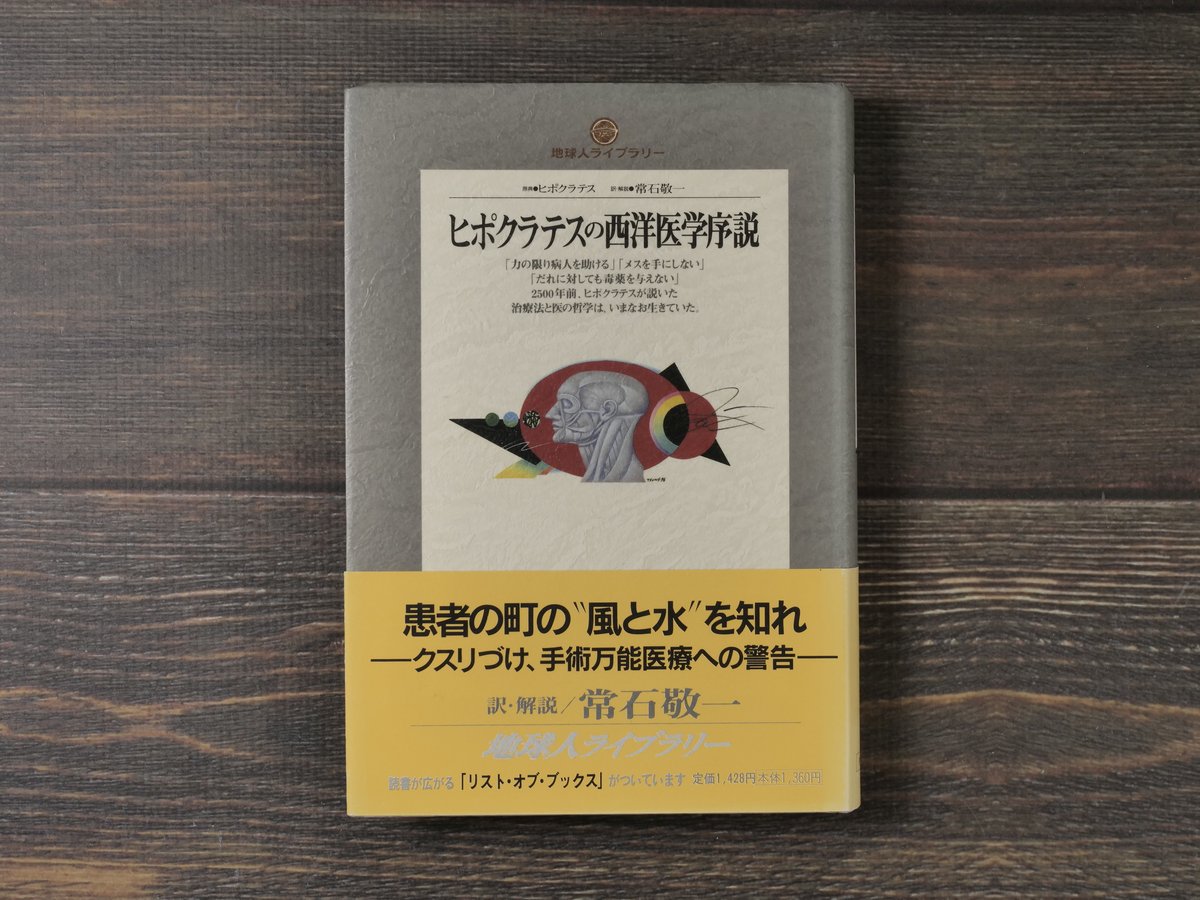 地球人ライブラリー
原典●ヒポクラテス 訳・解説●常石敬一
ヒポクラテスの西洋医学序説
「力の限り病人を助ける」「メスを手にしない」
「だれに対しても毒薬を与えない」
2500年前、ヒポクラテスが説いた
治療法と医の哲学は、いまなお生きていた。
患者の町の“風と水”を知れ
──クスリづけ、手術万能医療への警告──
訳・解説/常石敬一
地球人ライブラリー
読書が広がる「リスト・オブ・ブックス」がついています 定価1,428円 本体1,360円